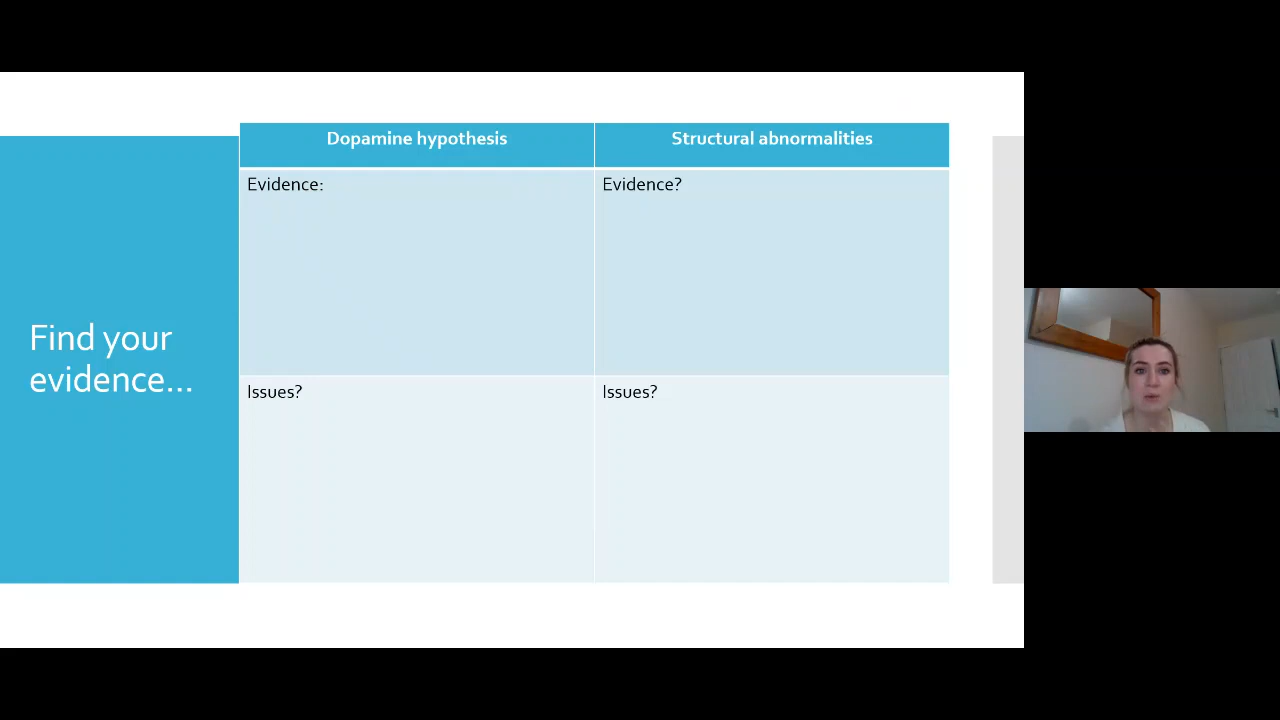 Find your
evidence...
Dopamine hypothesis
Structural abnormalities
Evidence:
Evidence?
Issues?
Issues?